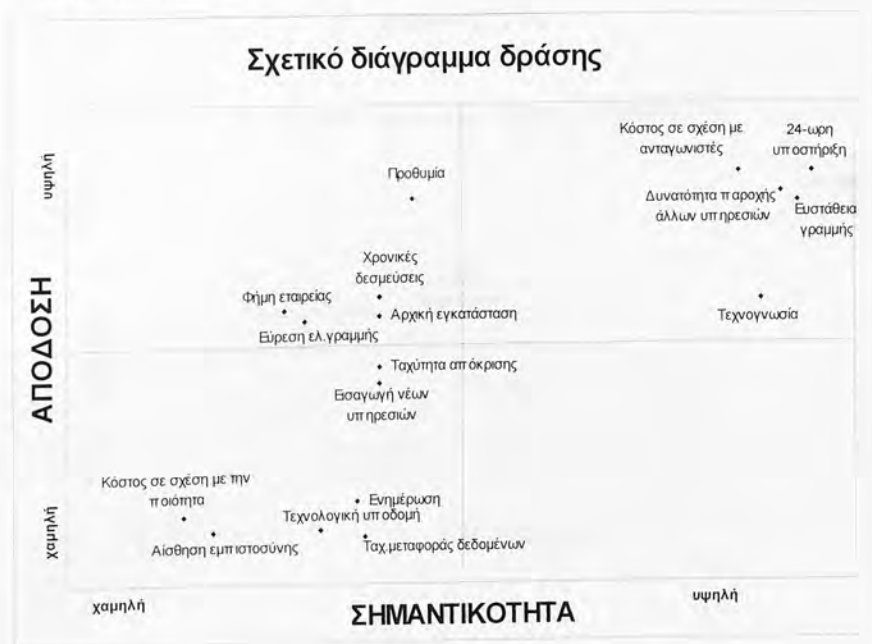 Σχετικό διάγραμμα δράσης
Κόστος σε σχέση με
ανταγωνιστές
24-ωρη
υποστήριξη
υψηλή
Προθυμία
Δυνατότητα παροχής
άλλων υπηρεσιών
Ευστάθεια
γραμμής
Χρονικές
δεσμεύσεις
Φήμη εταιρείας
Αρχική εγκατάσταση
Τεχνογνωσία
Εύρεση ελ.γραμμής
ΑΠΟΔΟΣΗ
Ταχύτητα απόκρισης
Εισαγωγή νέων
υπηρεσιών
Κόστος σε σχέση με την
ποιότητα
Ενημέρωση
Τεχνολογική υποδομή
Αίσθηση εμπιστοσύνης
Ταχ.μεταφοράς δεδομένων
χαμηλή
χαμηλή
ΣΗΜΑΝΤΙΚΟΤΗΤΑ
υψηλή